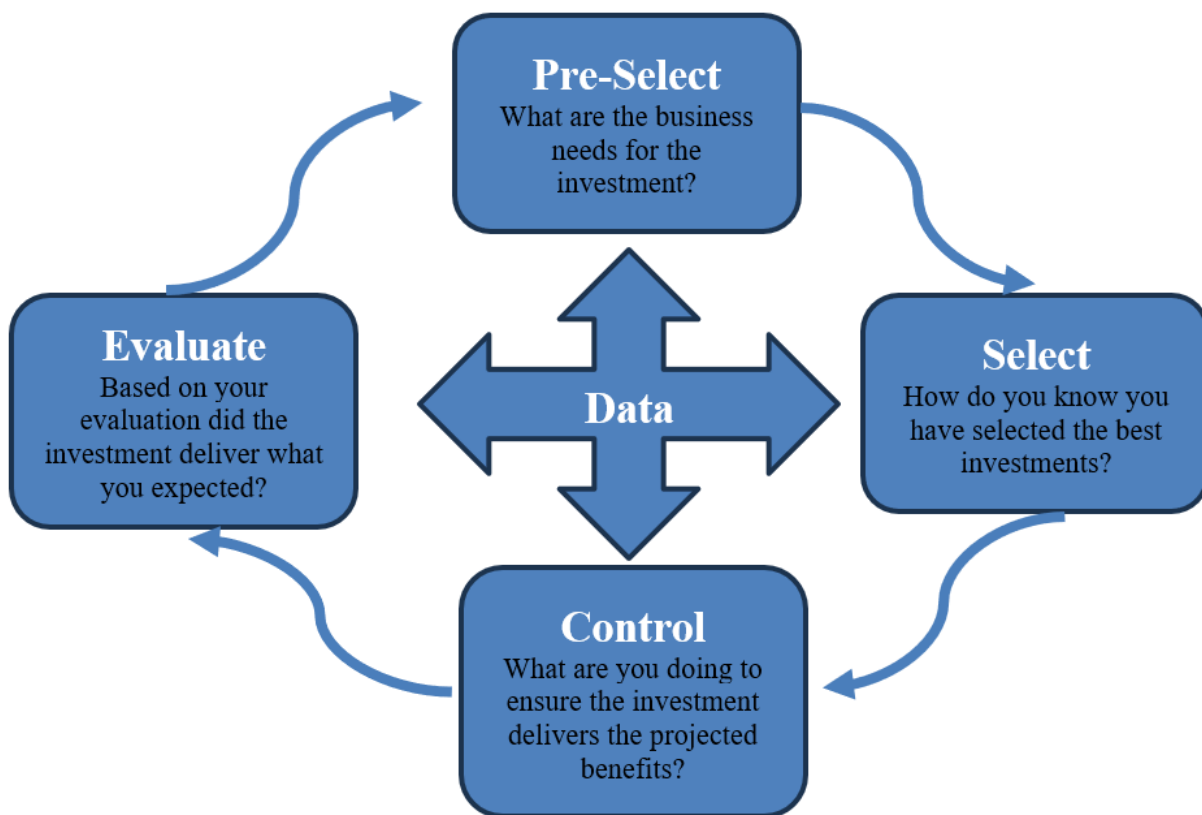 Pre-Select
What are the business
needs for the
investment?
Evaluate
Based on your
evaluation did the
investment deliver what
you expected?
Data
Select
How do you know you
have selected the best
investments?
Control
What are you doing to
ensure the investment
delivers the projected
benefits?